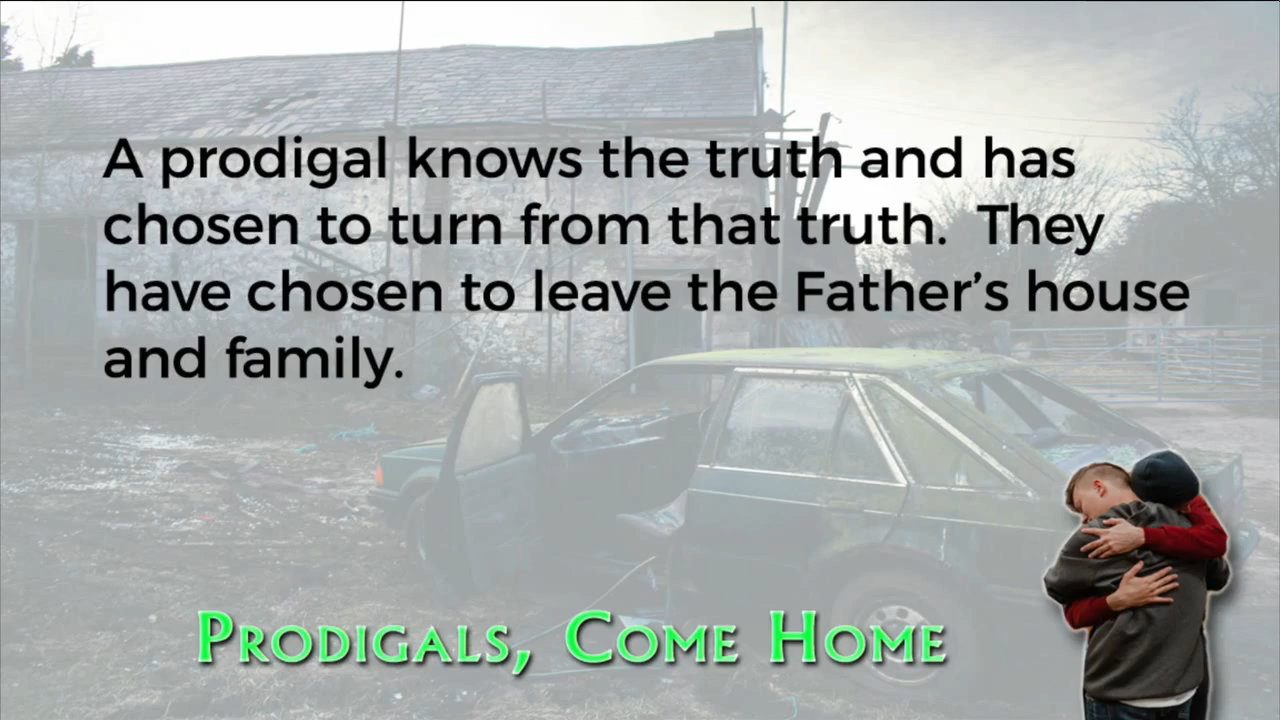 A prodigal knows the truth and has
chosen to turn from that truth.  They
have chosen to leave the Father’s house
and family.
Prodigals, Come Home